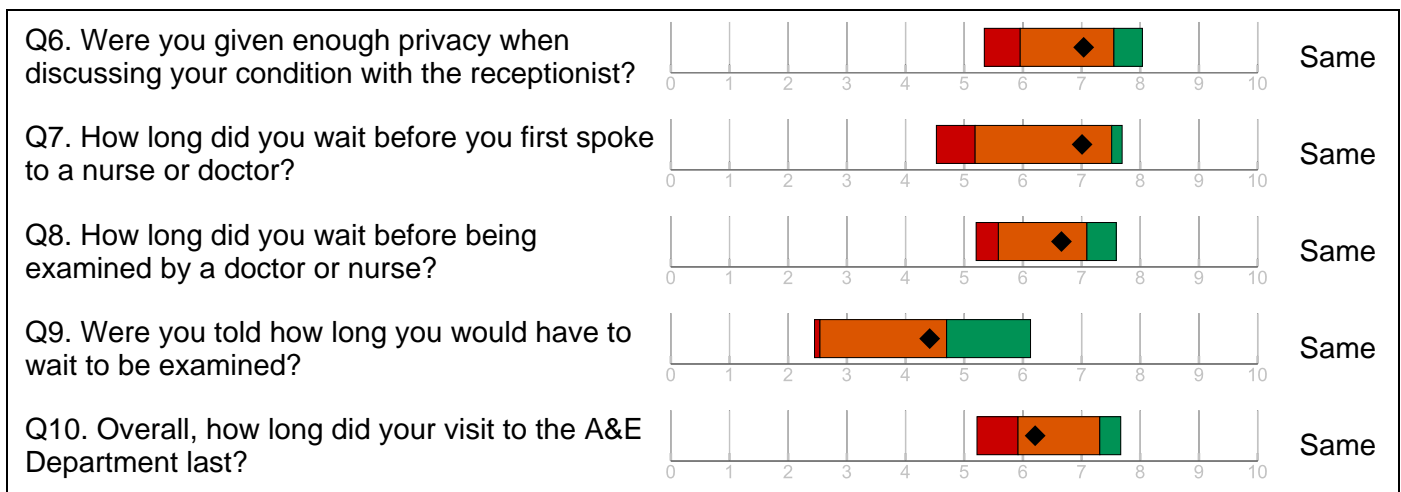 Q6. Were you given enough privacy when
discussing your condition with the receptionist?
0 1 2 3 4 5 6 7 8 9 10
Same
Q7. How long did you wait before you first spoke
to a nurse or doctor?
0 1 2 3 4 5 6 7 8 9 10
Same
Q8. How long did you wait before being
examined by a doctor or nurse?
0 1 2 3 4 5 6 7 8 9 10
Same
Q9. Were you told how long you would have to
wait to be examined?
0 1 2 3 4 5 6 7 8 9 10
Same
Q10. Overall, how long did your visit to the A&E
Department last?
0 1 2 3 4 5 6 7 8 9 10
Same